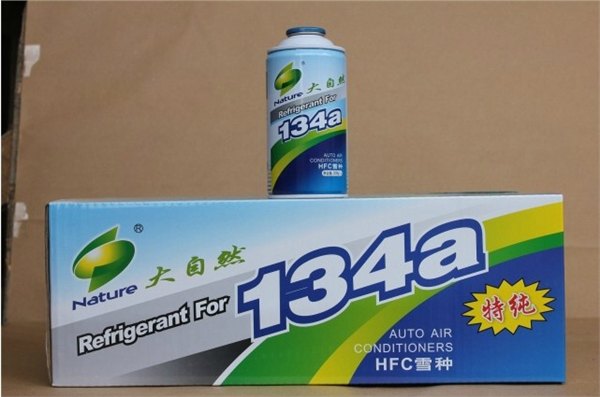 Nature
大自然
Refrigerant For
134a
AUTO AIR
CONDITIONERS
HFC雪种
®
Nature
大自然
Refrigerant For
134a
特纯
AUTO AIR
CONDITIONERS
HFC雪种